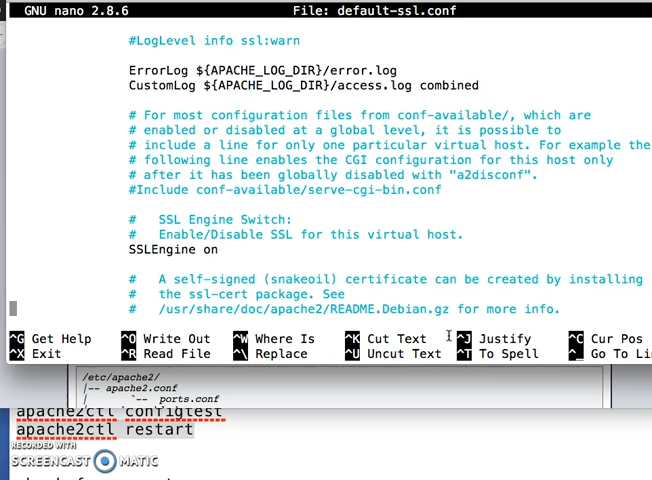 GNU nano 2.8.6 File: default-ssl.conf
#LogLevel info ssl:warn
ErrorLog ${APACHE_LOG_DIR}/error.log
CustomLog ${APACHE_LOG_DIR}/access.log combined
# For most configuration files from conf-available/, which are
# enabled or disabled at a global level, it is possible to
# include a line for only one particular virtual host. For example the
# following line enables the CGI configuration for this host only
# after it has been globally disabled with "a2disconf".
#Include conf-available/serve-cgi-bin.conf
# SSL Engine Switch:
# Enable/Disable SSL for this virtual host.
SSLEngine on
# A self-signed (snakeoil) certificate can be created by installing
# the ssl-cert package. See
# /usr/share/doc/apache2/README.Debian.gz for more info.
^G Get Help ^O Write Out ^W Where Is ^K Cut Text ^J Justify ^C Cur Pos
^X Exit ^R Read File ^\ Replace ^U Uncut Text ^T To Spell ^_ Go To Li
/etc/apache2/
|-- apache2.conf
| `-- ports.conf
apache2ctl configtest
apache2ctl restart
RECORDED WITH
SCREENCAST MATIC